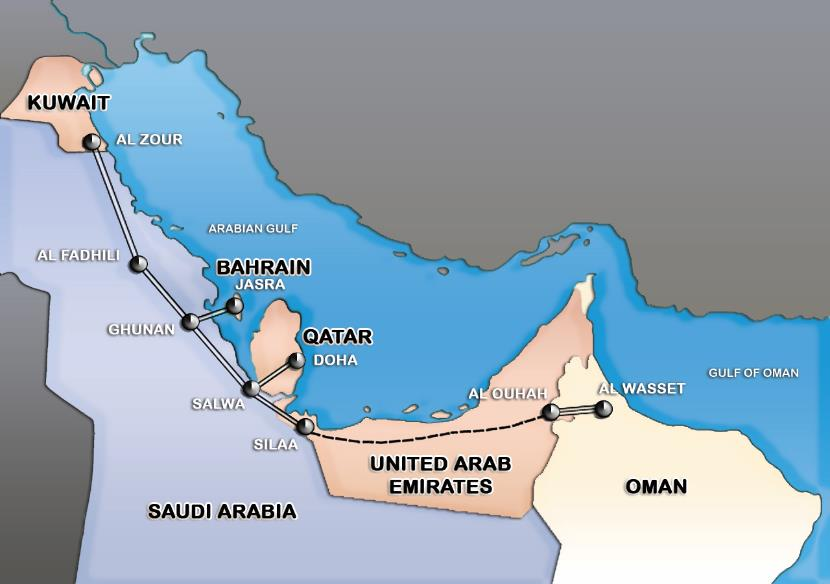 KUWAIT
AL ZOUR
ARABIAN GULF
AL FADHILI
BAHRAIN
JASRA
GHUNAN
QATAR
DOHA
GULF OF OMAN
AL OUHAH
AL WASSET
SALWA
SILAA
UNITED ARAB
EMIRATES
OMAN
SAUDI ARABIA